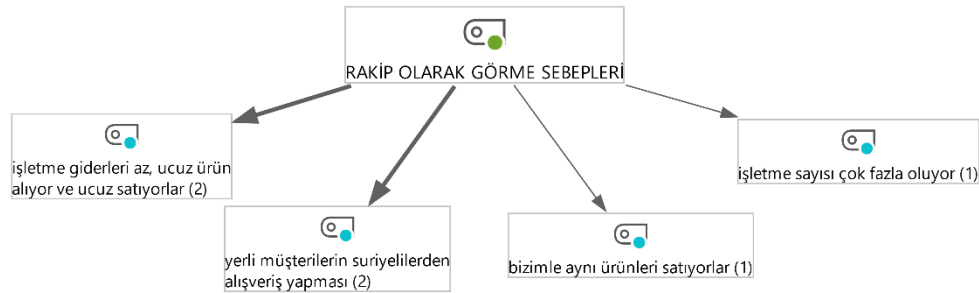 RAKİP OLARAK GÖRME SEBEPLERİ
işletme giderleri az, ucuz ürün
alıyor ve ucuz satıyorlar (2)
yerli müşterilerin suriyelilerden
alışveriş yapması (2)
bizimle aynı ürünleri satıyorlar (1)
işletme sayısı çok fazla oluyor (1)